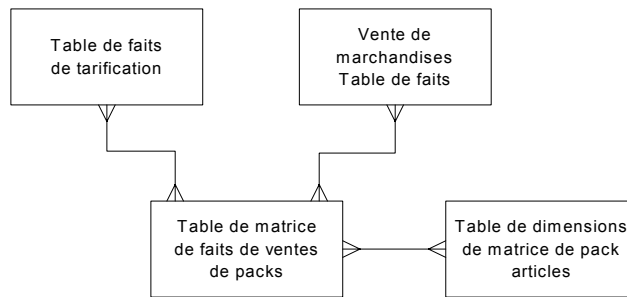 Table de faits
de tarification
Vente de
marchandises
Table de faits
Table de matrice
de faits de ventes
de packs
Table de dimensions
de matrice de pack
articles